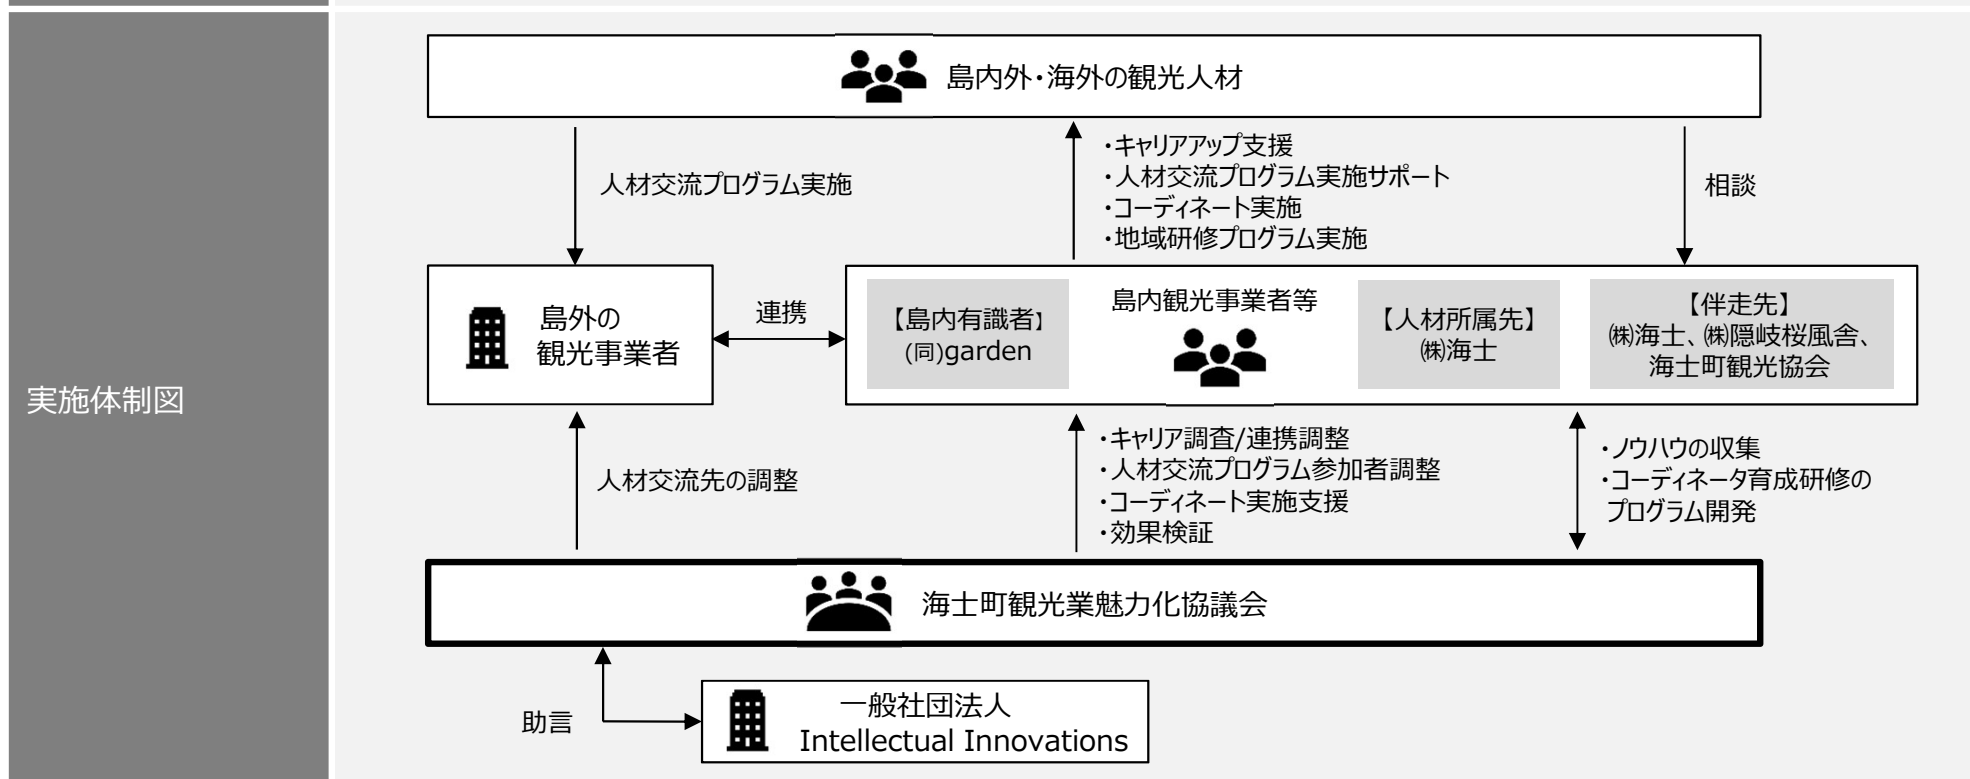 実施体制図
島内外・海外の観光人材
人材交流プログラム実施
・キャリアアップ支援
・人材交流プログラム実施サポート
・コーディネート実施
・地域研修プログラム実施
相談
島外の
観光事業者
連携
【島内有識者】
(同)garden
島内観光事業者等
【人材所属先】
㈱海士
【伴走先】
㈱海士、㈱隠岐桜風舎、
海士町観光協会
人材交流先の調整
・キャリア調査/連携調整
・人材交流プログラム参加者調整
・コーディネート実施支援
・効果検証
・ノウハウの収集
・コーディネータ育成研修の
プログラム開発
海士町観光業魅力化協議会
助言
一般社団法人
Intellectual Innovations